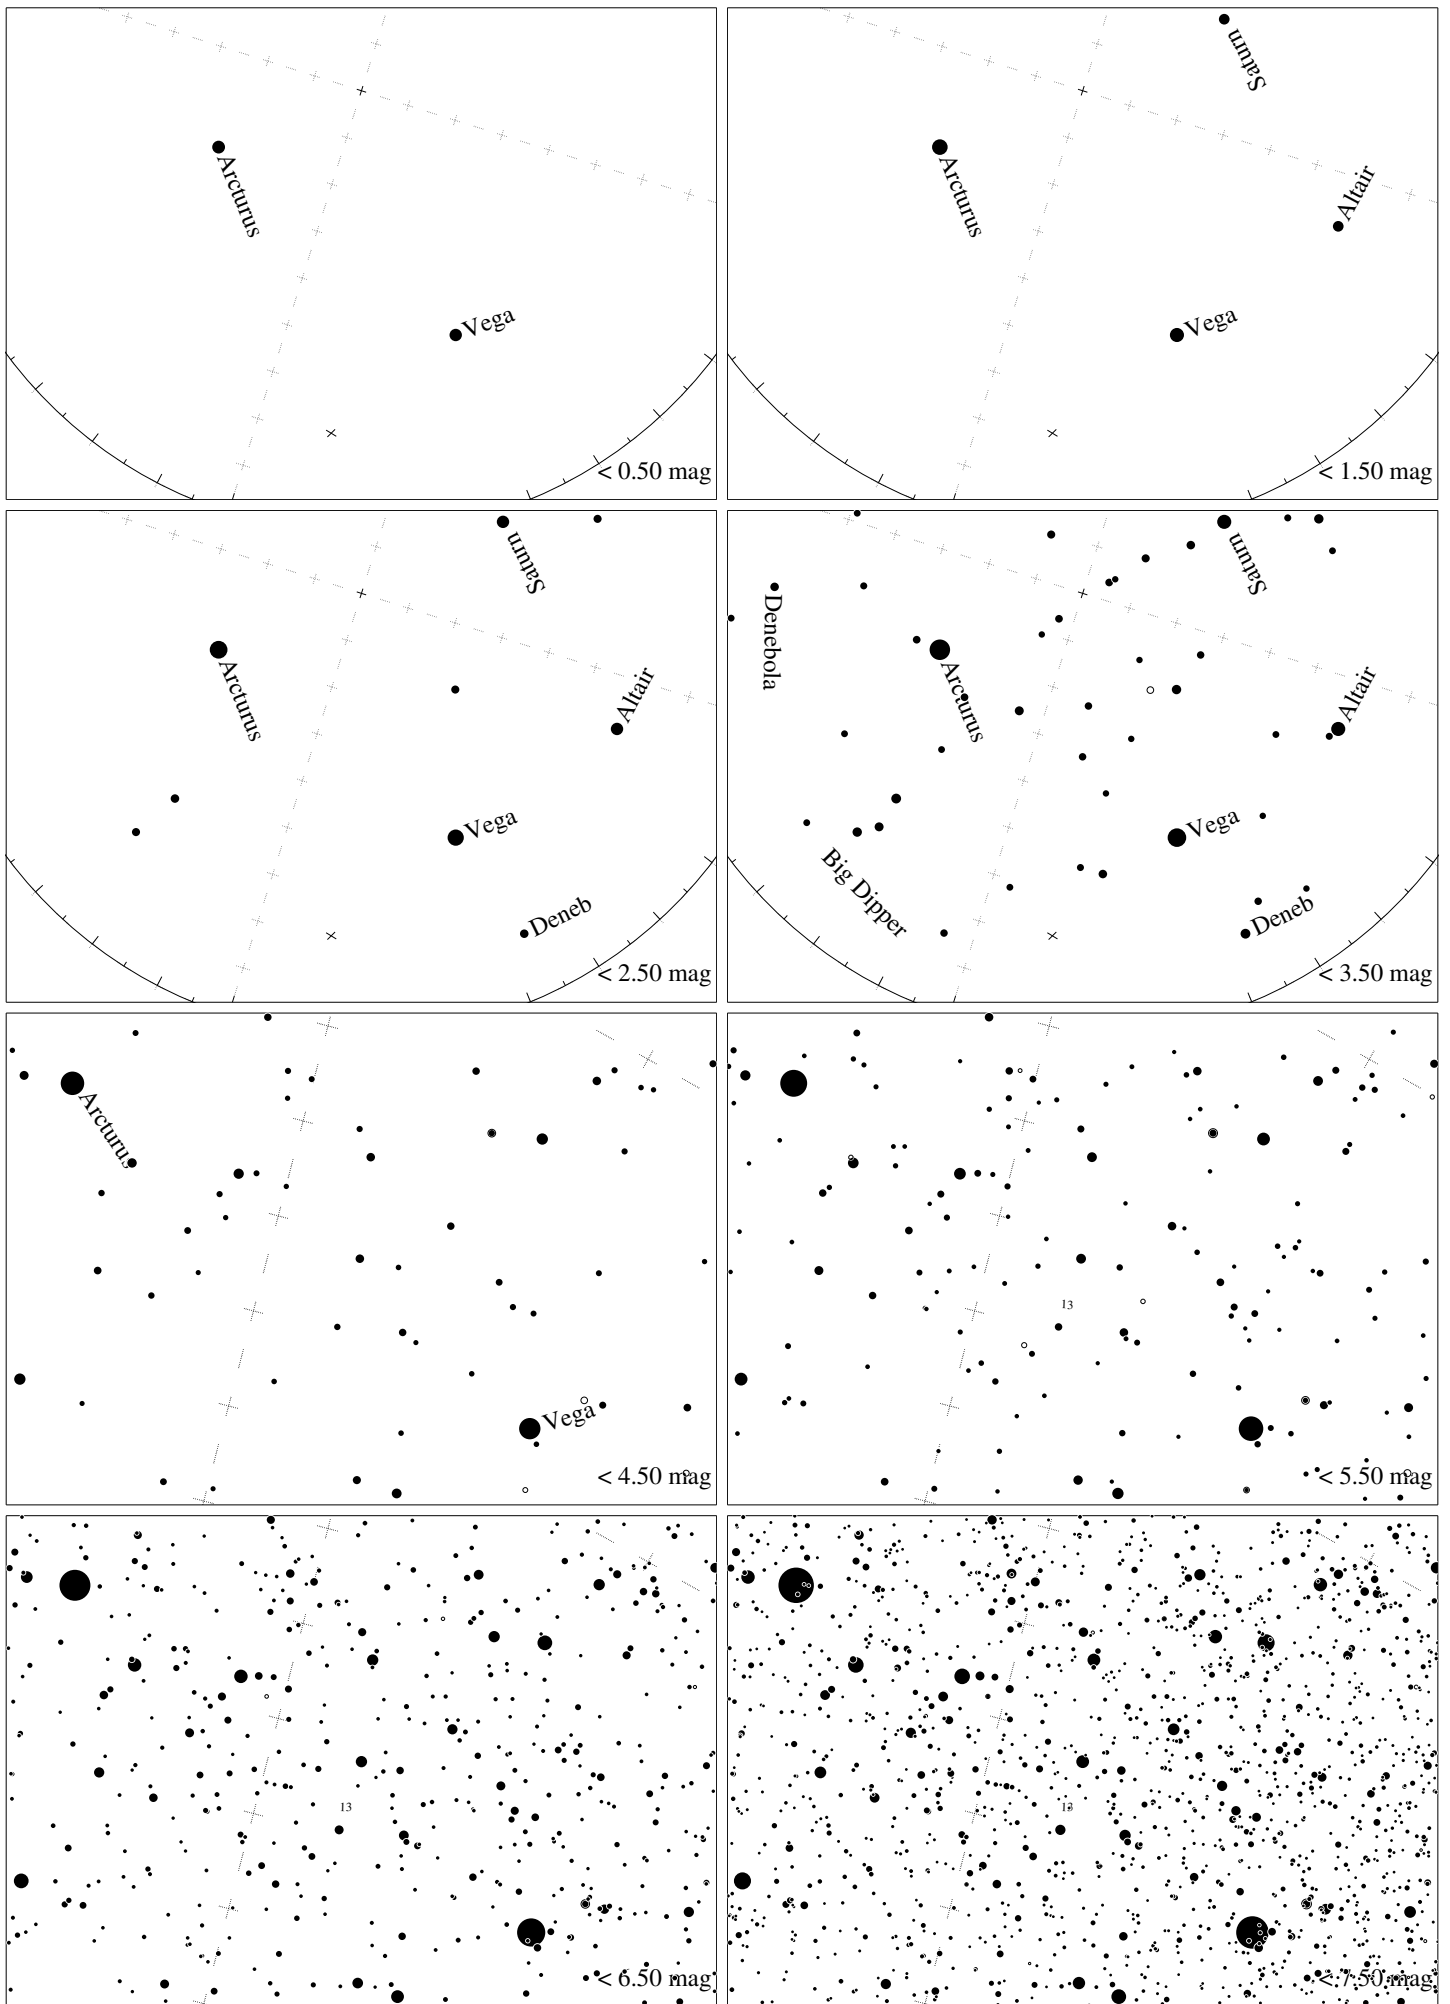 Arcturus
Vega
< 0.50 mag
Saturn
Arcturus
Altair
Vega
< 1.50 mag
Saturn
Arcturus
Altair
Vega
Deneb
< 2.50 mag
Saturn
Denebola
Arcturus
Altair
Vega
Big Dipper
Deneb
< 3.50 mag
Arcturus
Vega
< 4.50 mag
13
< 5.50 mag
13
< 6.50 mag
13
< 7.50 mag